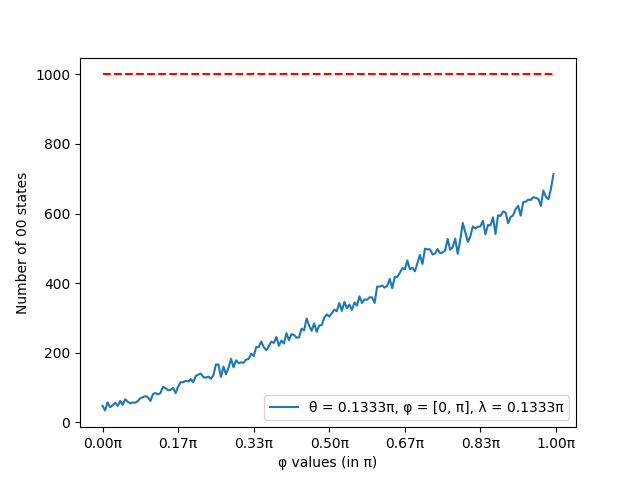 1000
800
600
400
200
0
Number of 00 states
θ = 0.1333π, φ = [0, π], λ = 0.1333π
0.00π 0.17π 0.33π 0.50π 0.67π 0.83π 1.00π
φ values (in π)